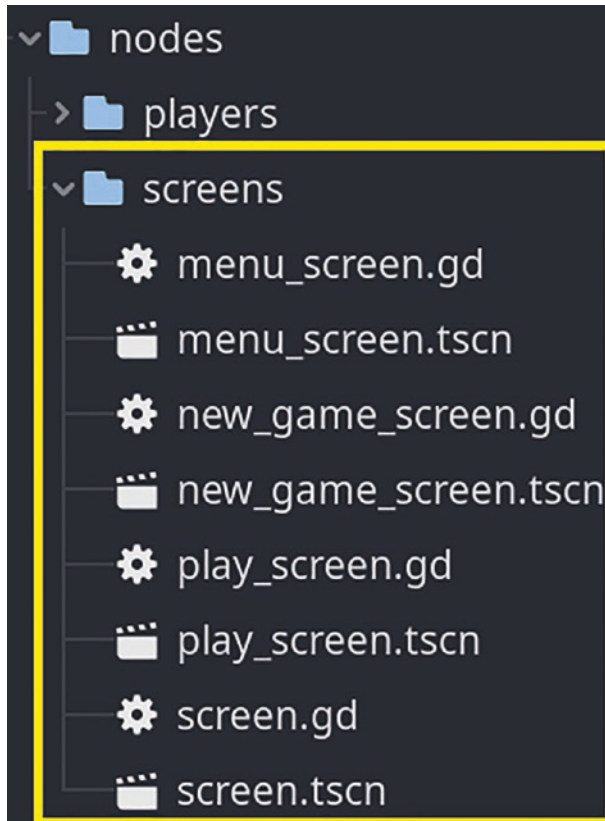 nodes
players
screens
menu_screen.gd
menu_screen.tscn
new_game_screen.gd
new_game_screen.tscn
play_screen.gd
play_screen.tscn
screen.gd
screen.tscn